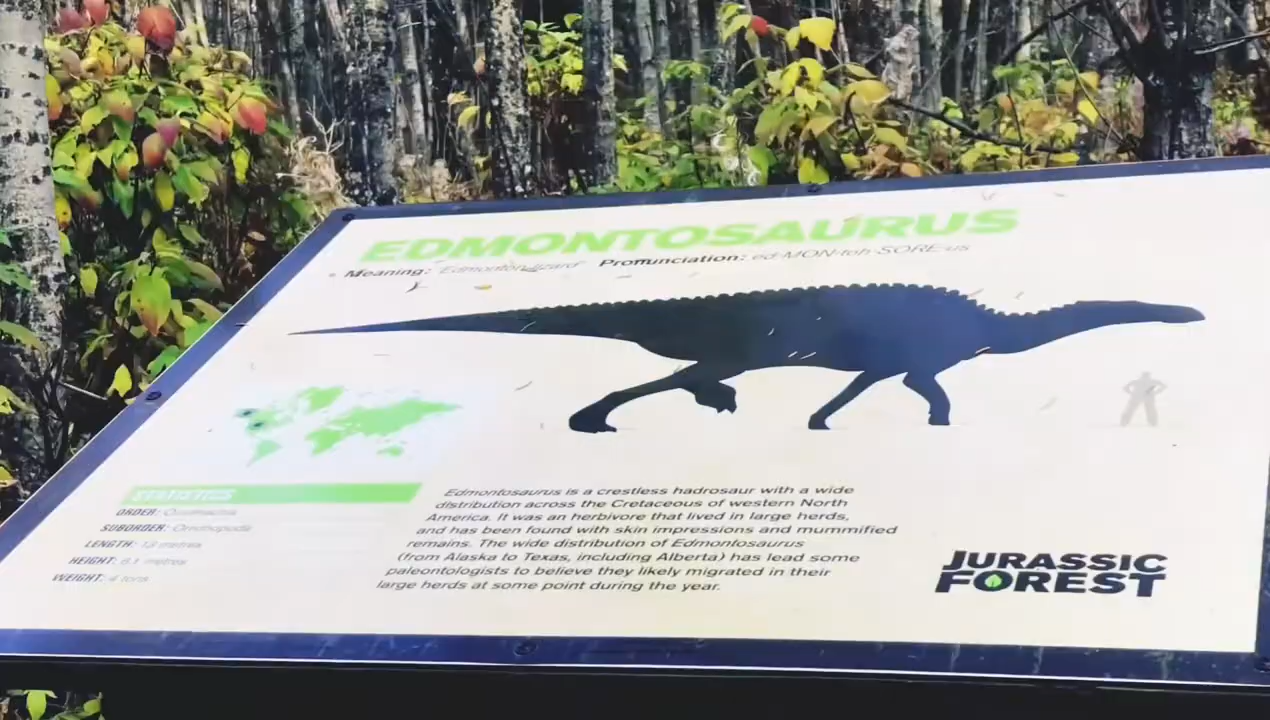 EDMONTOSAURUS
Meaning: "Edmonton lizard" Pronunciation: ed-MON-toh-SORE-us
STATISTICS
ORDER: Ornithischia
SUBORDER: Ornithopoda
LENGTH: 13 metres
HEIGHT: 6.1 metres
WEIGHT: 4 tons
Edmontosaurus is a crestless hadrosaur with a wide
distribution across the Cretaceous of western North
America. It was an herbivore that lived in large herds,
and has been found with skin impressions and mummified
remains. The wide distribution of Edmontosaurus
(from Alaska to Texas, including Alberta) has lead some
paleontologists to believe they likely migrated in their
large herds at some point during the year.
JURASSIC
FOREST